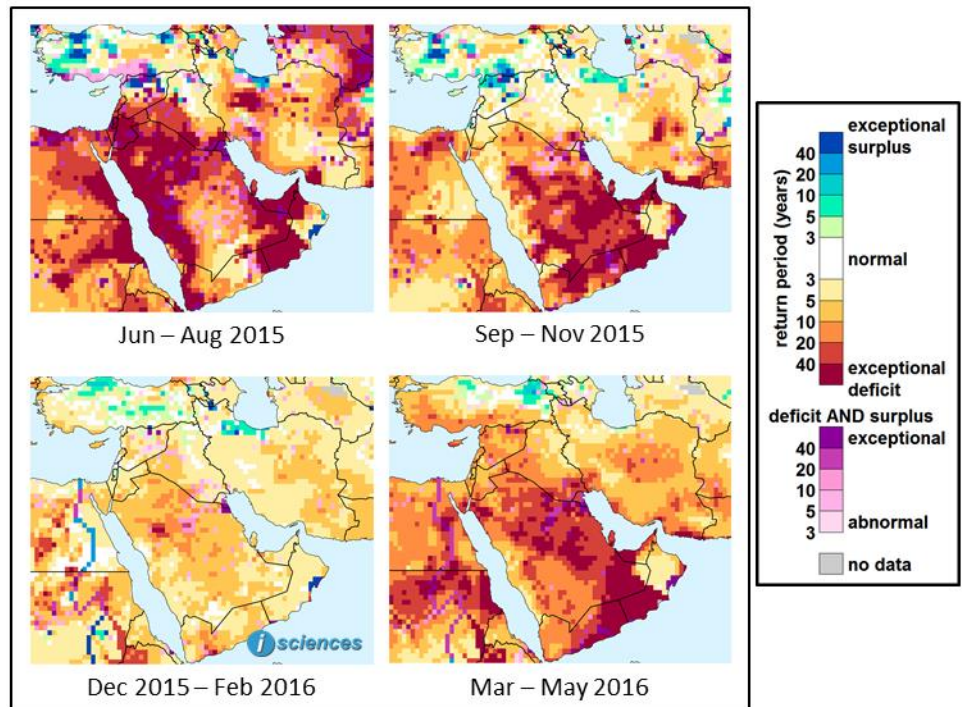 Jun – Aug 2015
Sep – Nov 2015
Dec 2015 – Feb 2016
i sciences
Mar – May 2016
return period (years)
exceptional
surplus
40
20
10
5
3
normal
3
5
10
20
40
exceptional
deficit
deficit AND surplus
exceptional
40
20
10
5
3
abnormal
no data